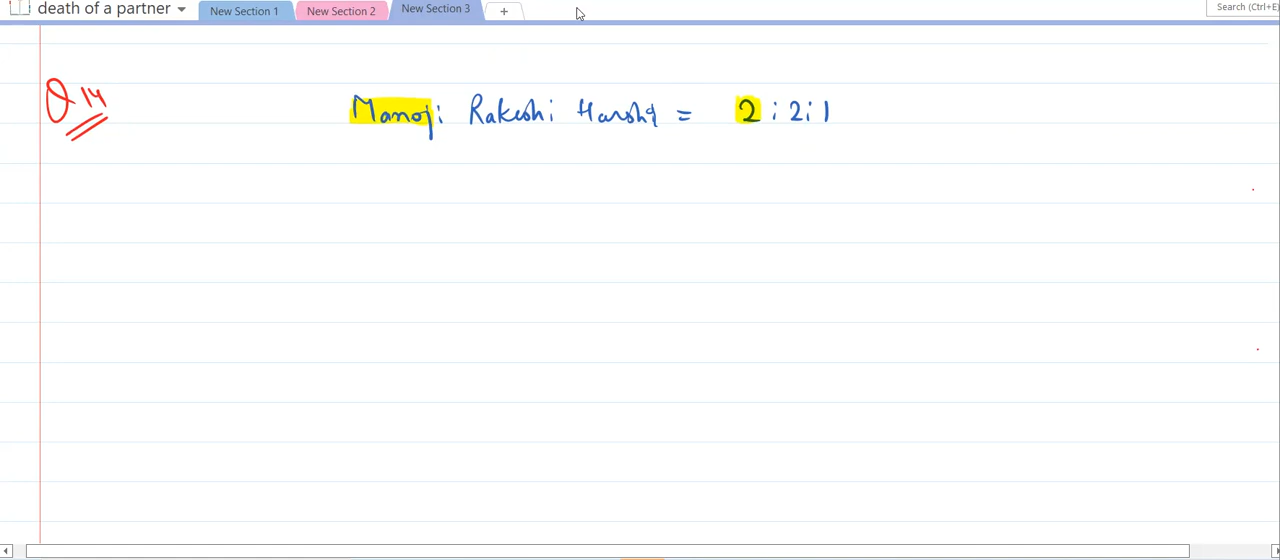 death of a partner New Section 1 New Section 2 New Section 3 + Search (Ctrl+E)
Q 14 Manoj : Rakesh : Harsh = 2 : 2 : 1